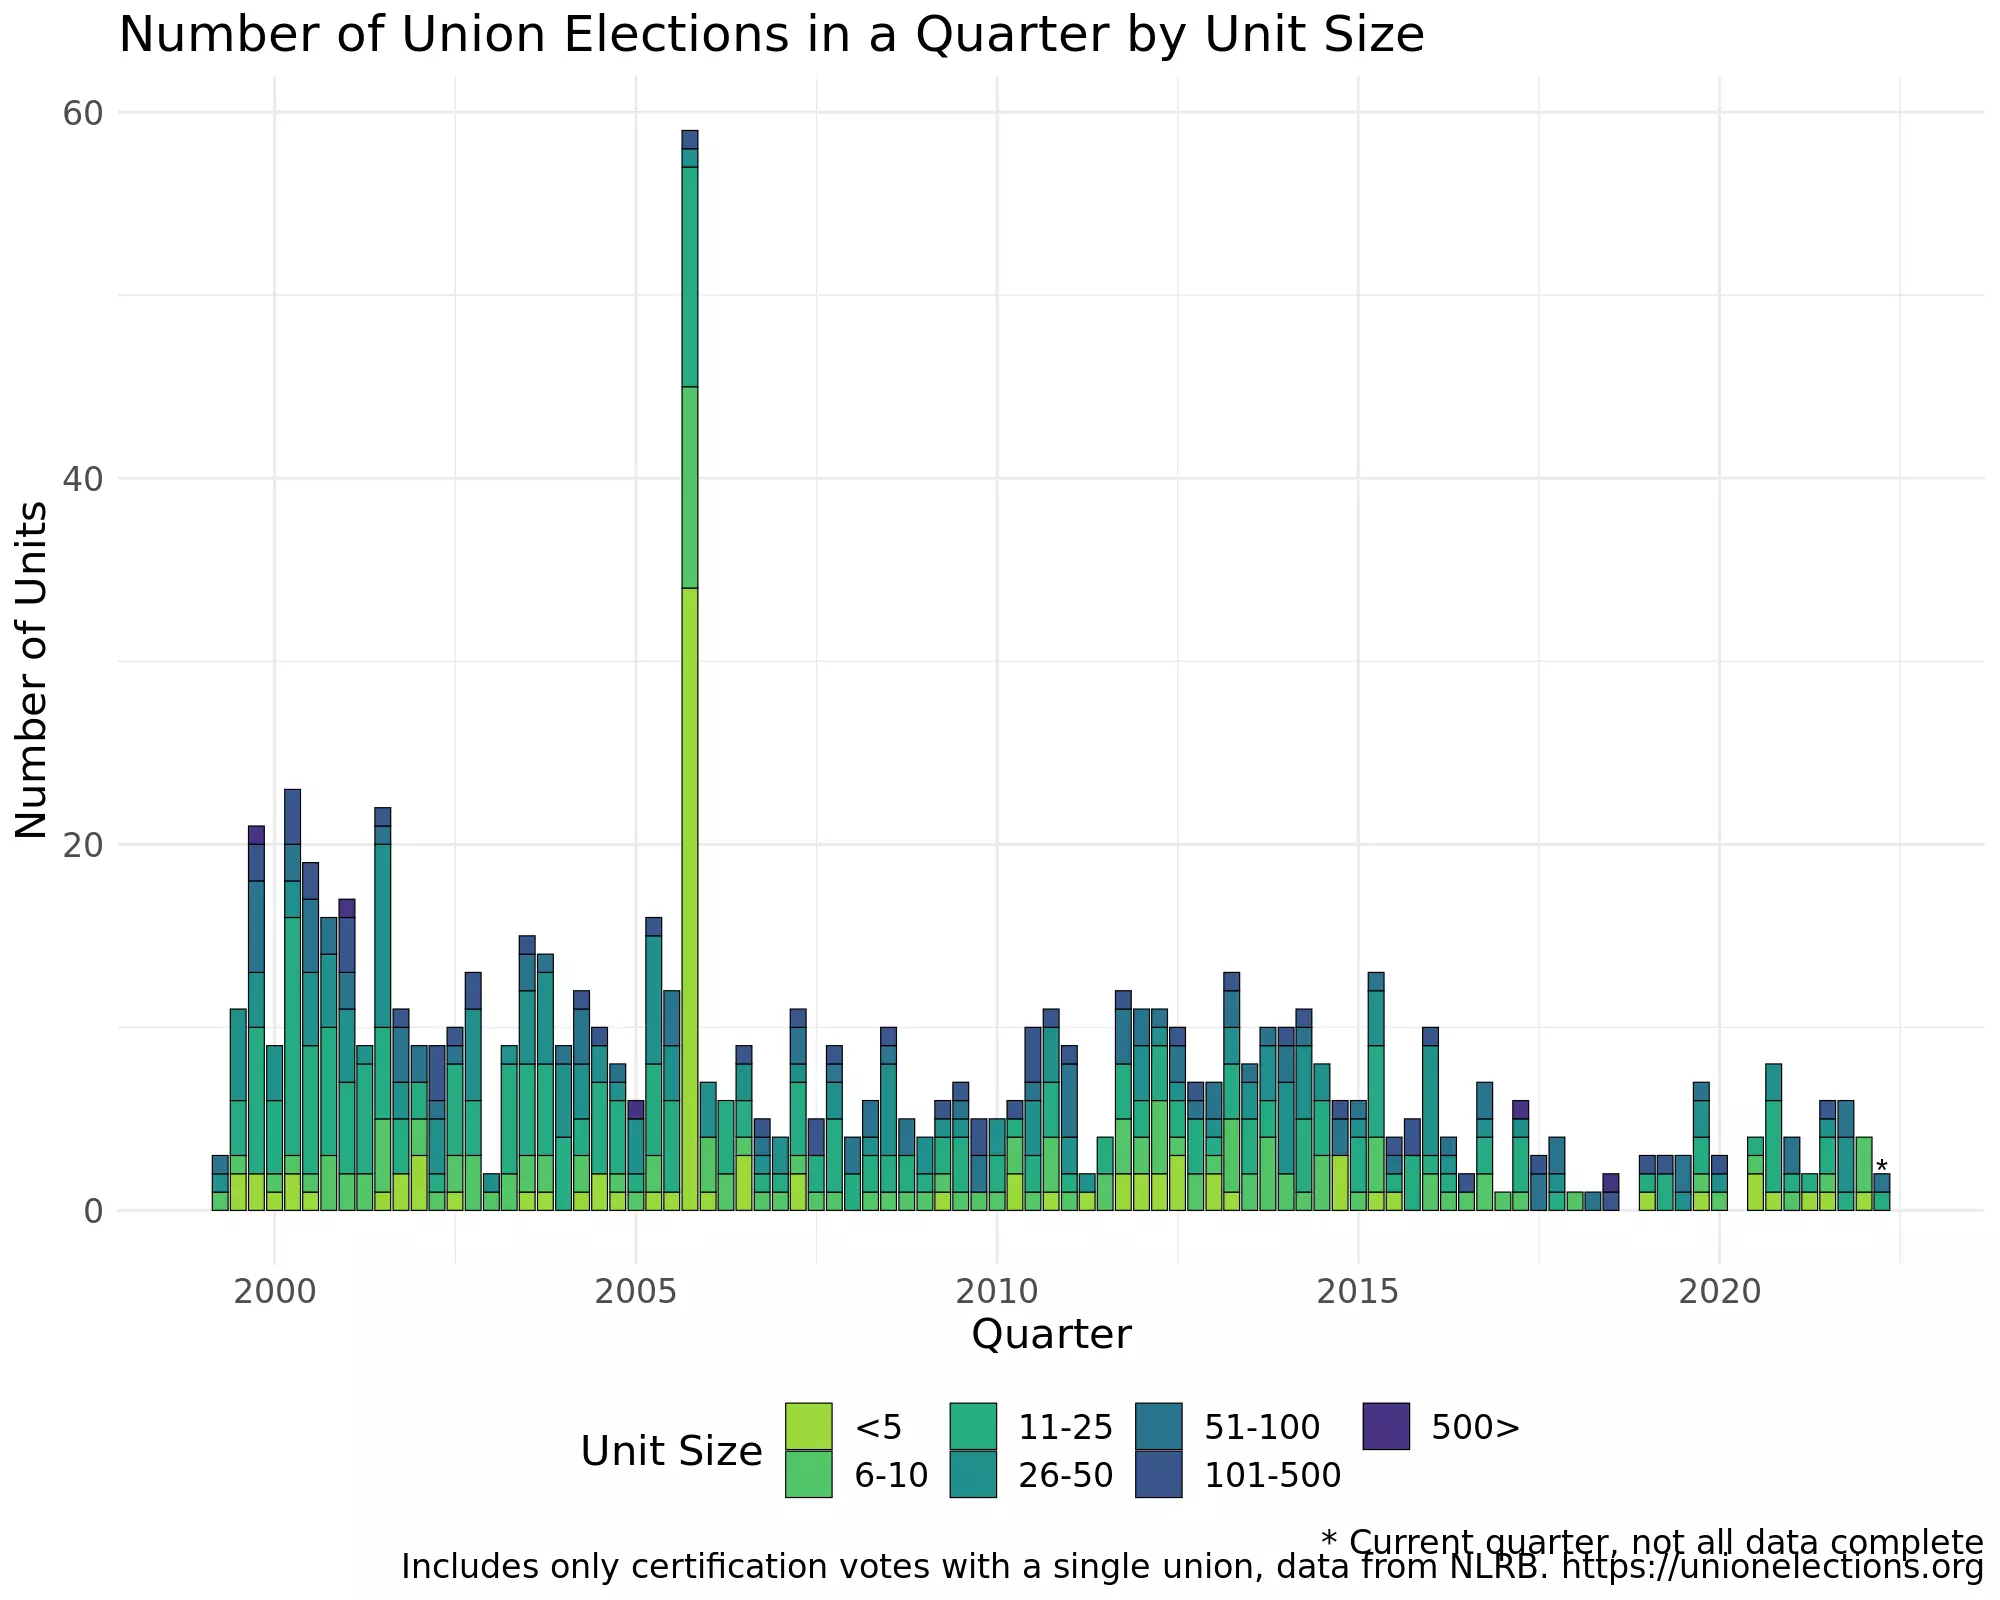 Number of Union Elections in a Quarter by Unit Size
Number of Units
60
40
20
0
2000 2005 2010 2015 2020
*
Quarter
Unit Size
<5 11-25 51-100 500>
6-10 26-50 101-500
* Current quarter, not all data complete
Includes only certification votes with a single union, data from NLRB. https://unionelections.org